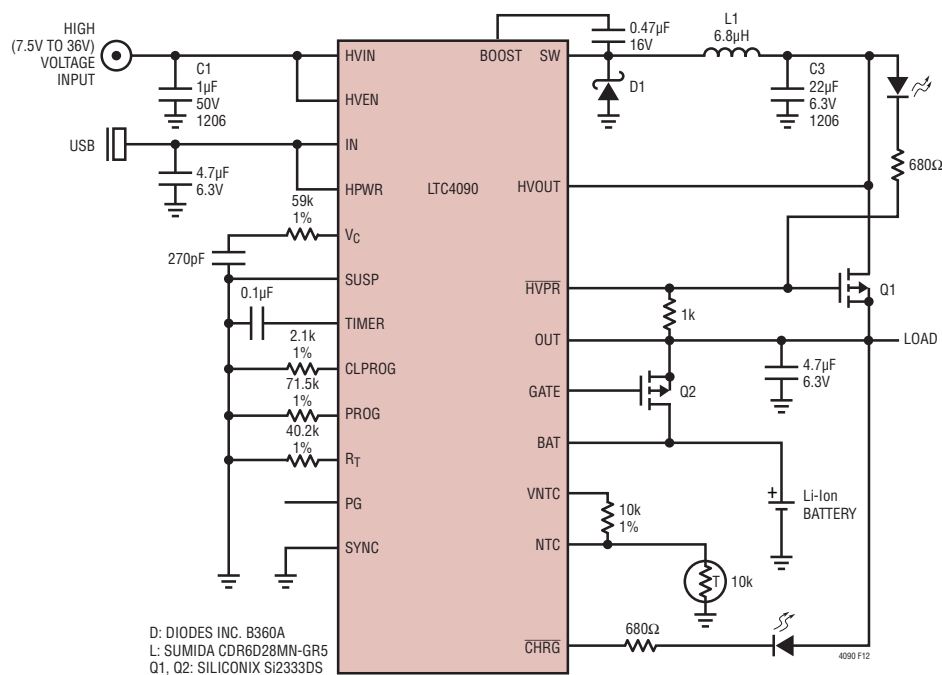 HIGH
(7.5V TO 36V)
VOLTAGE
INPUT
C1
1µF
50V
1206
USB
4.7µF
6.3V
59k
1%
270pF
0.1µF
2.1k
1%
71.5k
1%
40.2k
1%
HVIN
HVEN
IN
HPWR
VC
SUSP
TIMER
CLPROG
PROG
RT
PG
SYNC
LTC4090
BOOST
SW
HVOUT
HVPR
OUT
GATE
BAT
VNTC
NTC
CHRG
0.47µF
16V
D1
L1
6.8µH
C3
22µF
6.3V
1206
680Ω
Q1
1k
LOAD
4.7µF
6.3V
Q2
+
Li-Ion
BATTERY
10k
1%
T
10k
680Ω
4090 F12
D: DIODES INC. B360A
L: SUMIDA CDR6D28MN-GR5
Q1, Q2: SILICONIX Si2333DS